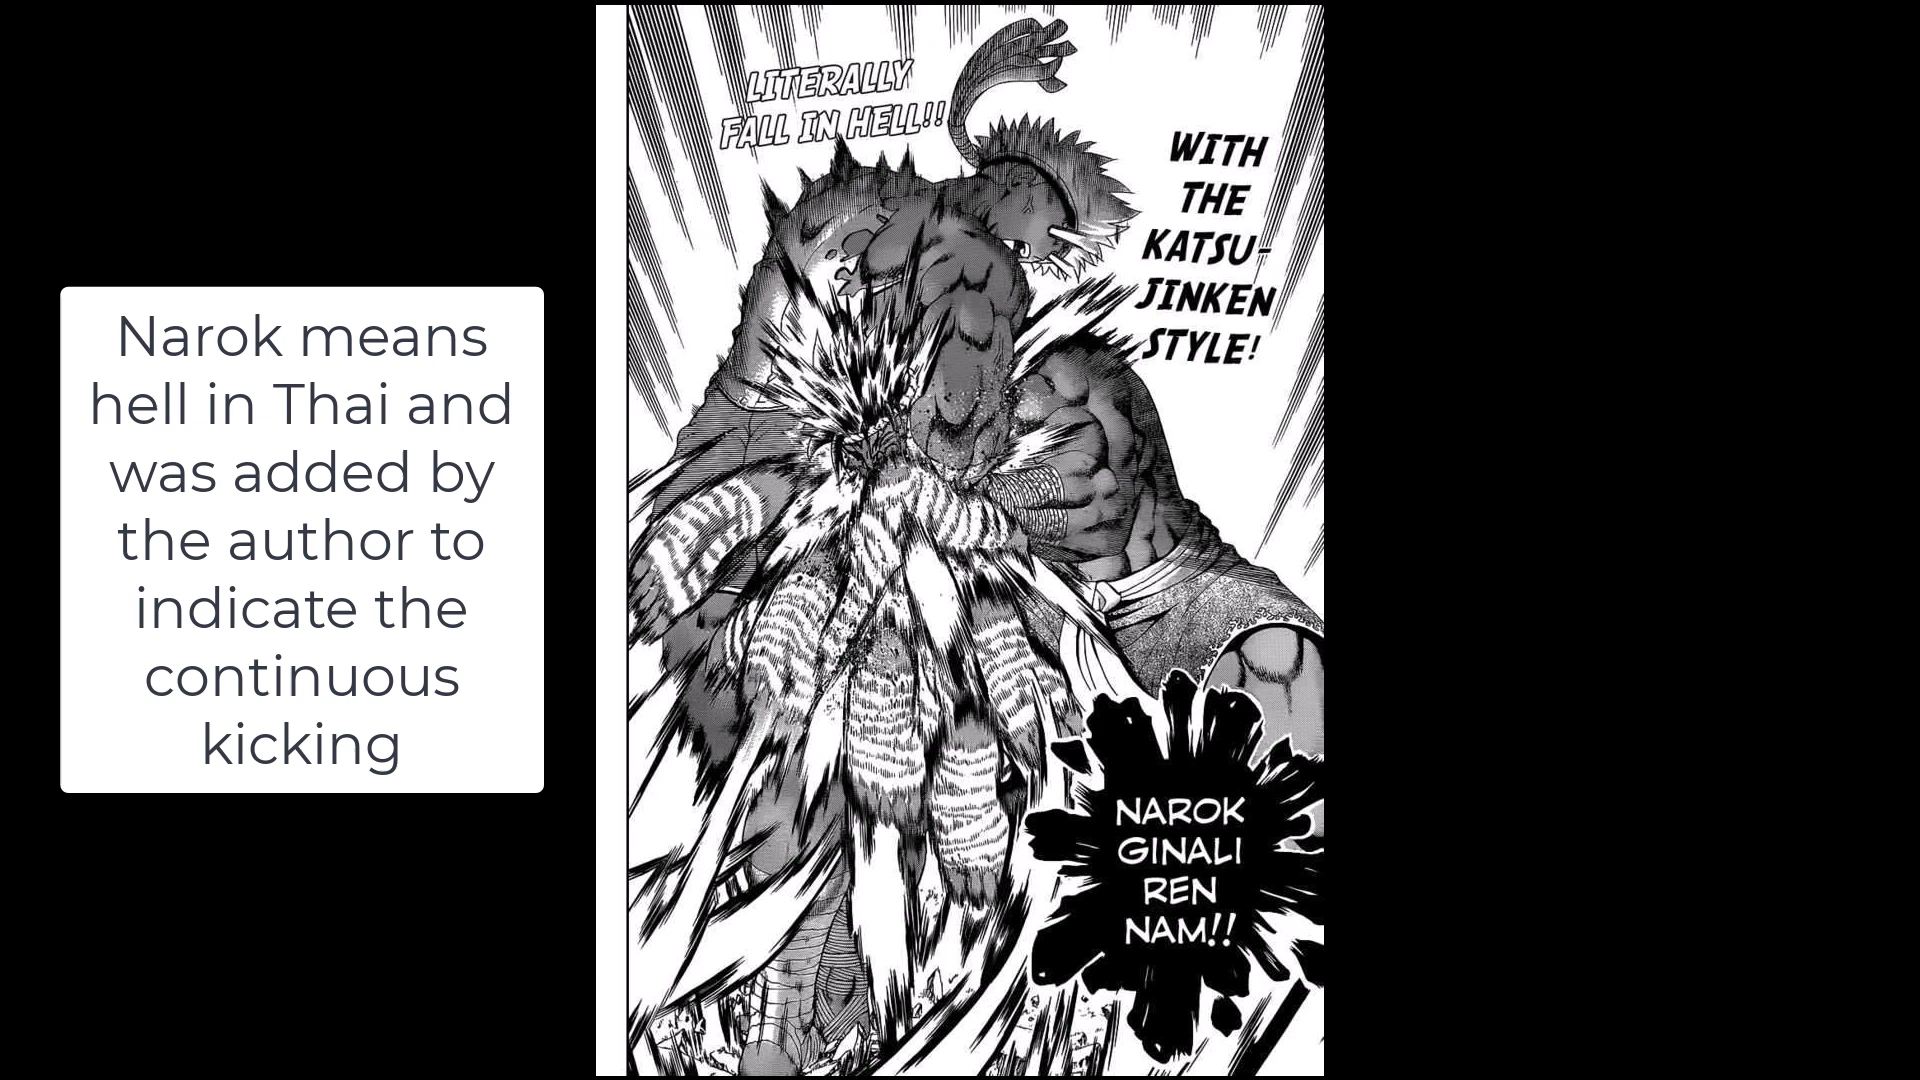 Narok means
hell in Thai and
was added by
the author to
indicate the
continuous
kicking
LITERALLY
FALL IN HELL!!
WITH
THE
KATSU-
JINKEN
STYLE!
NAROK
GINALI
REN
NAM!!